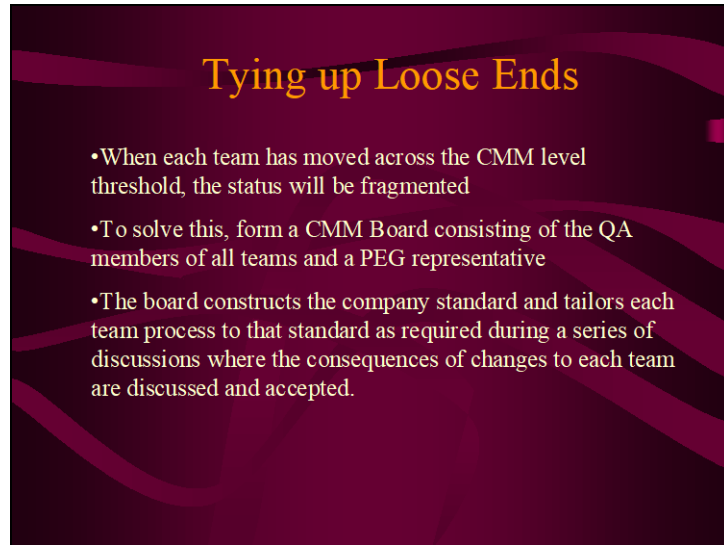 Tying up Loose Ends
•When each team has moved across the CMM level
threshold, the status will be fragmented
•To solve this, form a CMM Board consisting of the QA
members of all teams and a PEG representative
•The board constructs the company standard and tailors each
team process to that standard as required during a series of
discussions where the consequences of changes to each team
are discussed and accepted.